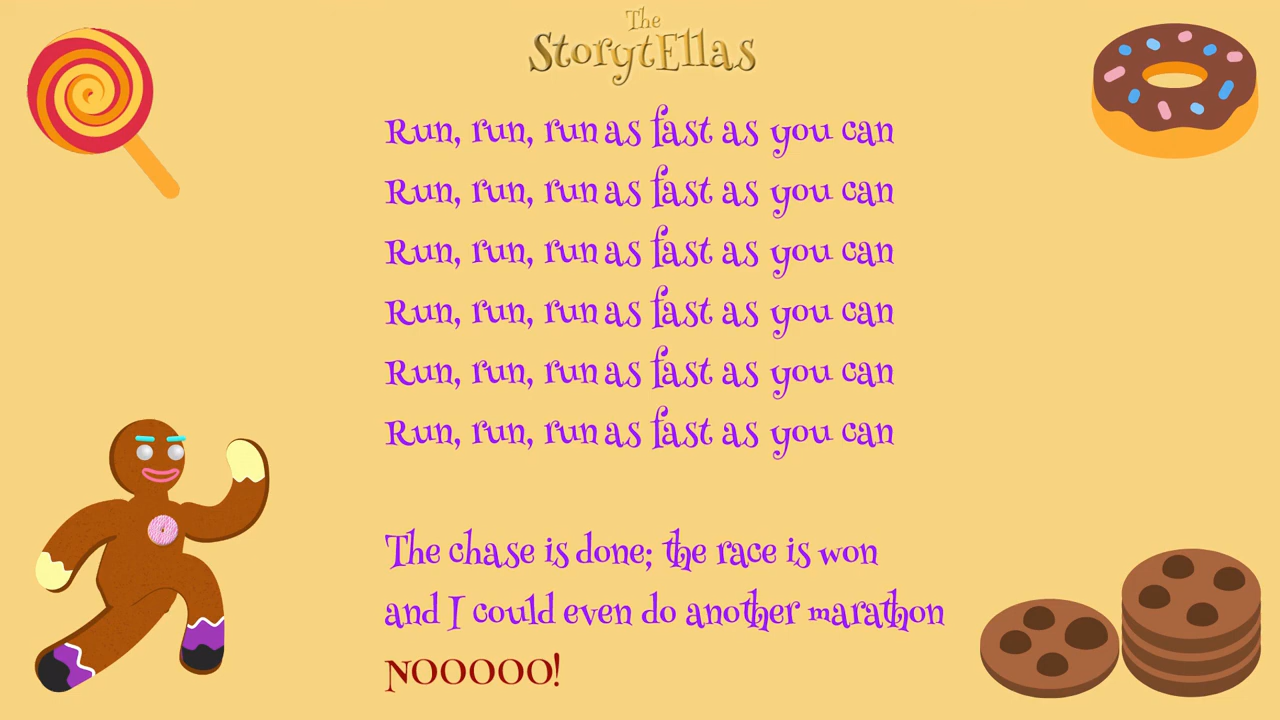 The
StorytEllas
Run, run, run as fast as you can
Run, run, run as fast as you can
Run, run, run as fast as you can
Run, run, run as fast as you can
Run, run, run as fast as you can
Run, run, run as fast as you can
The chase is done; the race is won
and I could even do another marathon
NOOOOO!